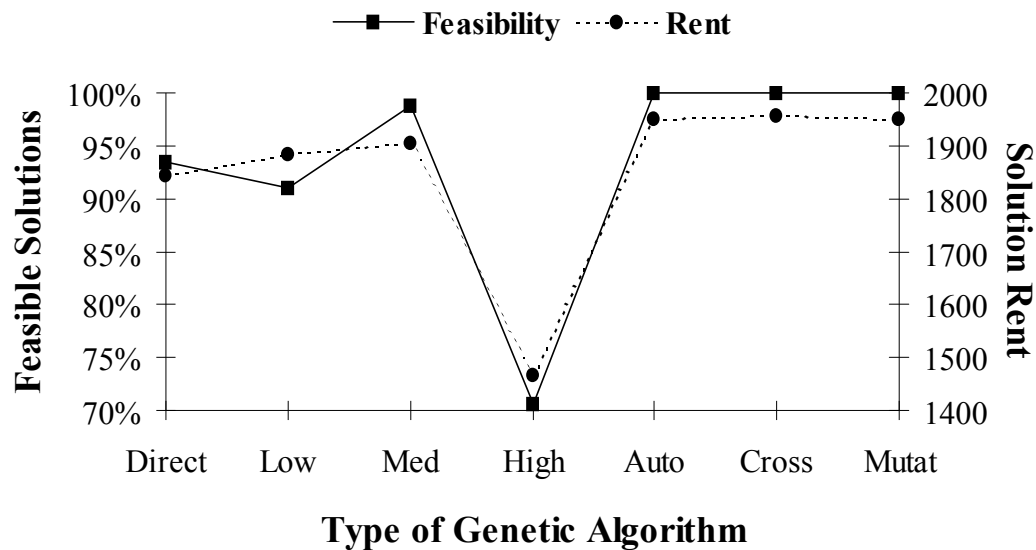 Feasibility Rent
Feasible Solutions
100%
95%
90%
85%
80%
75%
70%
2000
1900
1800
1700
1600
1500
1400
Solution Rent
Direct Low Med High Auto Cross Mutat
Type of Genetic Algorithm